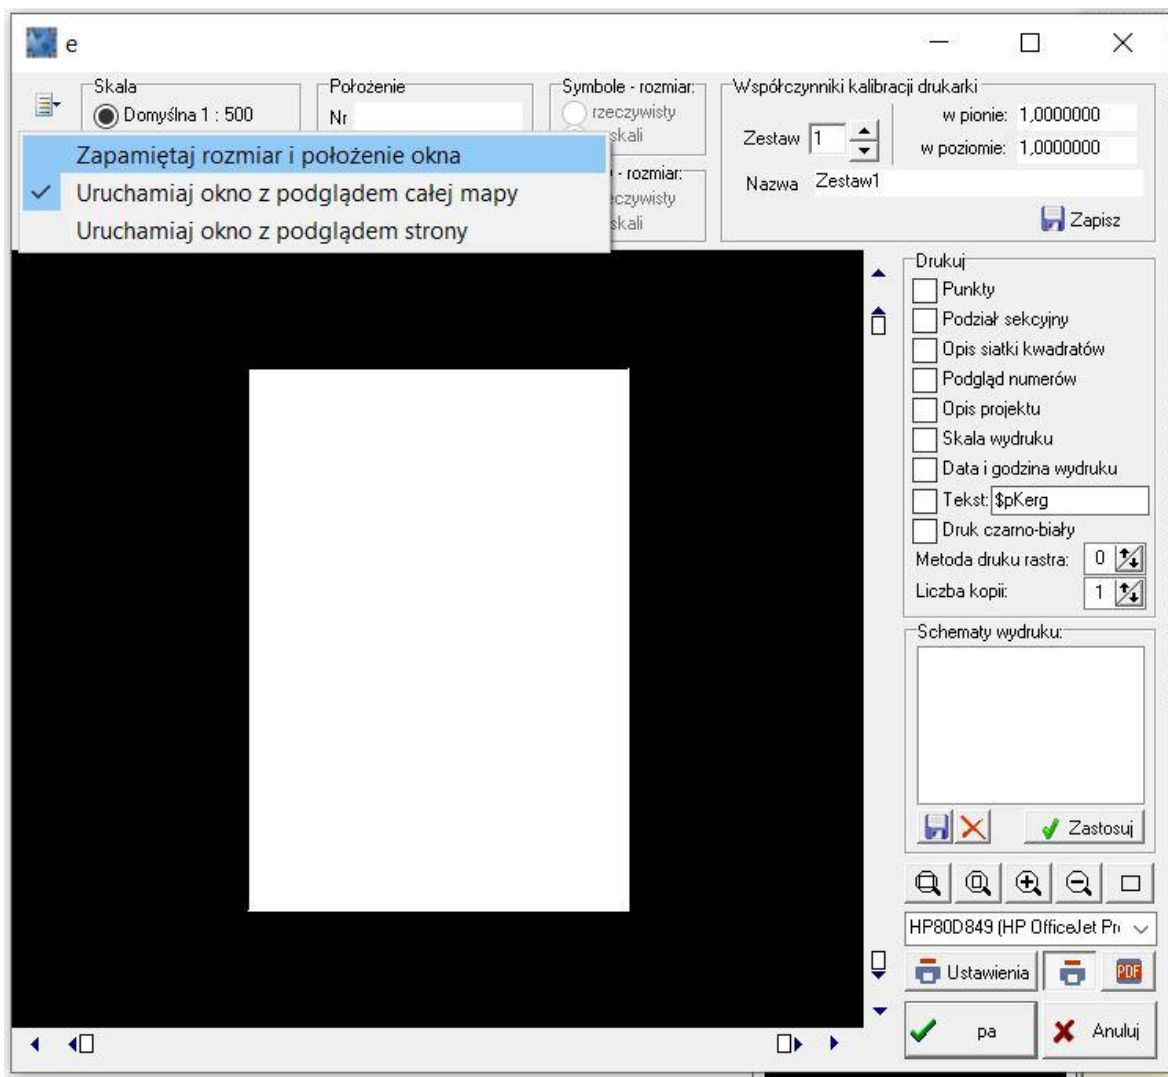 e
Skala
Położenie
Symbole - rozmiar:
Współczynniki kalibracji drukarki
Domyślna 1 : 500
Nr
rzeczywisty
skali
Zestaw 1
w pionie: 1,0000000
w poziomie: 1,0000000
Zapamiętaj rozmiar i położenie okna
Uruchamiaj okno z podglądem całej mapy
Uruchamiaj okno z podglądem strony
- rozmiar:
skali
Nazwa Zestaw1
Zapisz
Drukuj
Punkty
Podział sekcyjny
Opis siatki kwadratów
Podgląd numerów
Opis projektu
Skala wydruku
Data i godzina wydruku
Tekst: $pKerg
Druk czarno-biały
Metoda druku rastra: 0
Liczba kopii: 1
Schematy wydruku:
Zastosuj
HP80D849 (HP OfficeJet Pr
Ustawienia
PDF
pa
Anuluj